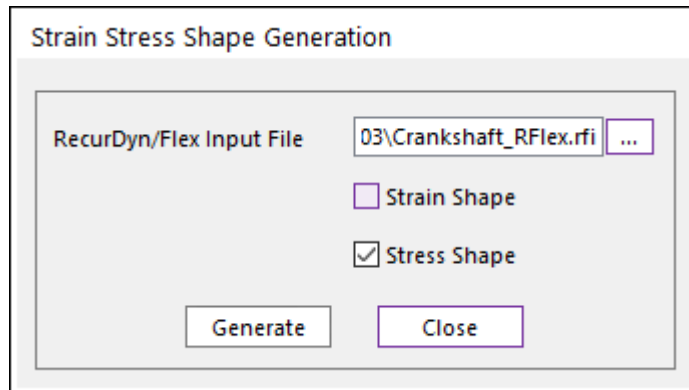 Strain Stress Shape Generation
RecurDyn/Flex Input File 03\Crankshaft_RFlex.rfi ...
Strain Shape
Stress Shape
Generate Close